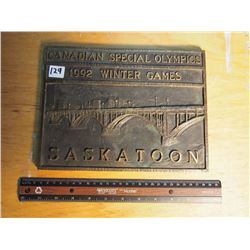 CANADIAN SPECIAL OLYMPICS
129
1992 WINTER GAMES
SASKATOON